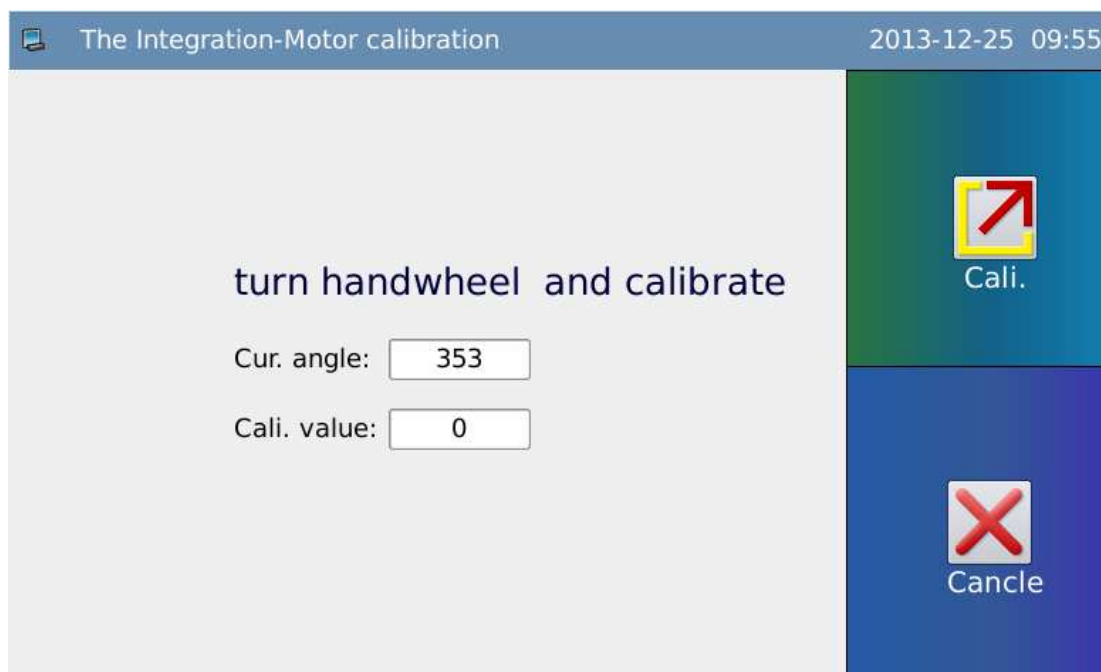 The Integration-Motor calibration 2013-12-25 09:55
turn handwheel and calibrate
Cur. angle: 353
Cali. value: 0
Cali.
Cancle